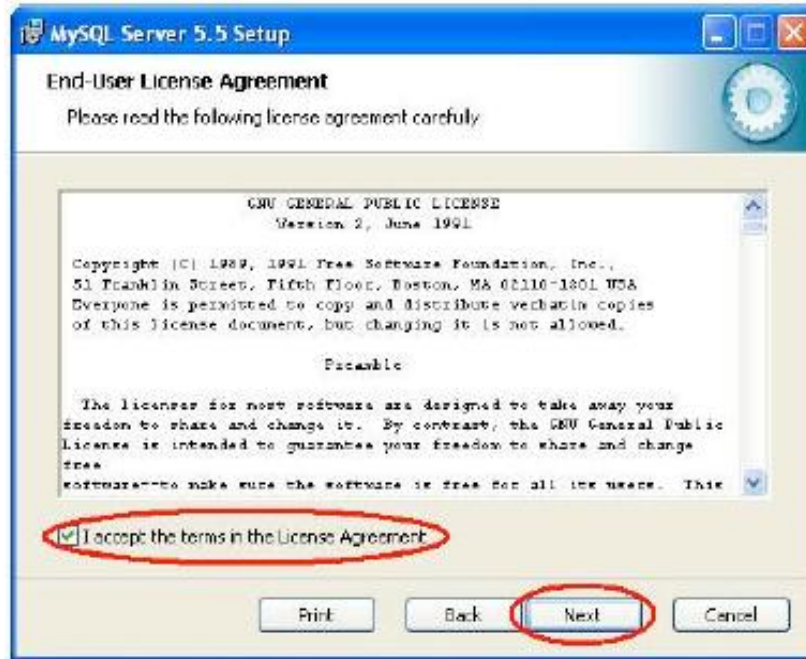 MySQL Server 5.5 Setup
End-User License Agreement
Please read the following license agreement carefully
GNU GENERAL PUBLIC LICENSE
Version 2, June 1991
Copyright (C) 1989, 1991 Free Software Foundation, Inc.,
51 Franklin Street, Fifth Floor, Boston, MA 02110-1301 USA
Everyone is permitted to copy and distribute verbatim copies
of this license document, but changing it is not allowed.
Preamble
The licenses for most software are designed to take away your
freedom to share and change it. By contrast, the GNU General Public
License is intended to guarantee your freedom to share and change
free
software--to make sure the software is free for all its users. This
I accept the terms in the License Agreement
Print
Back
Next
Cancel